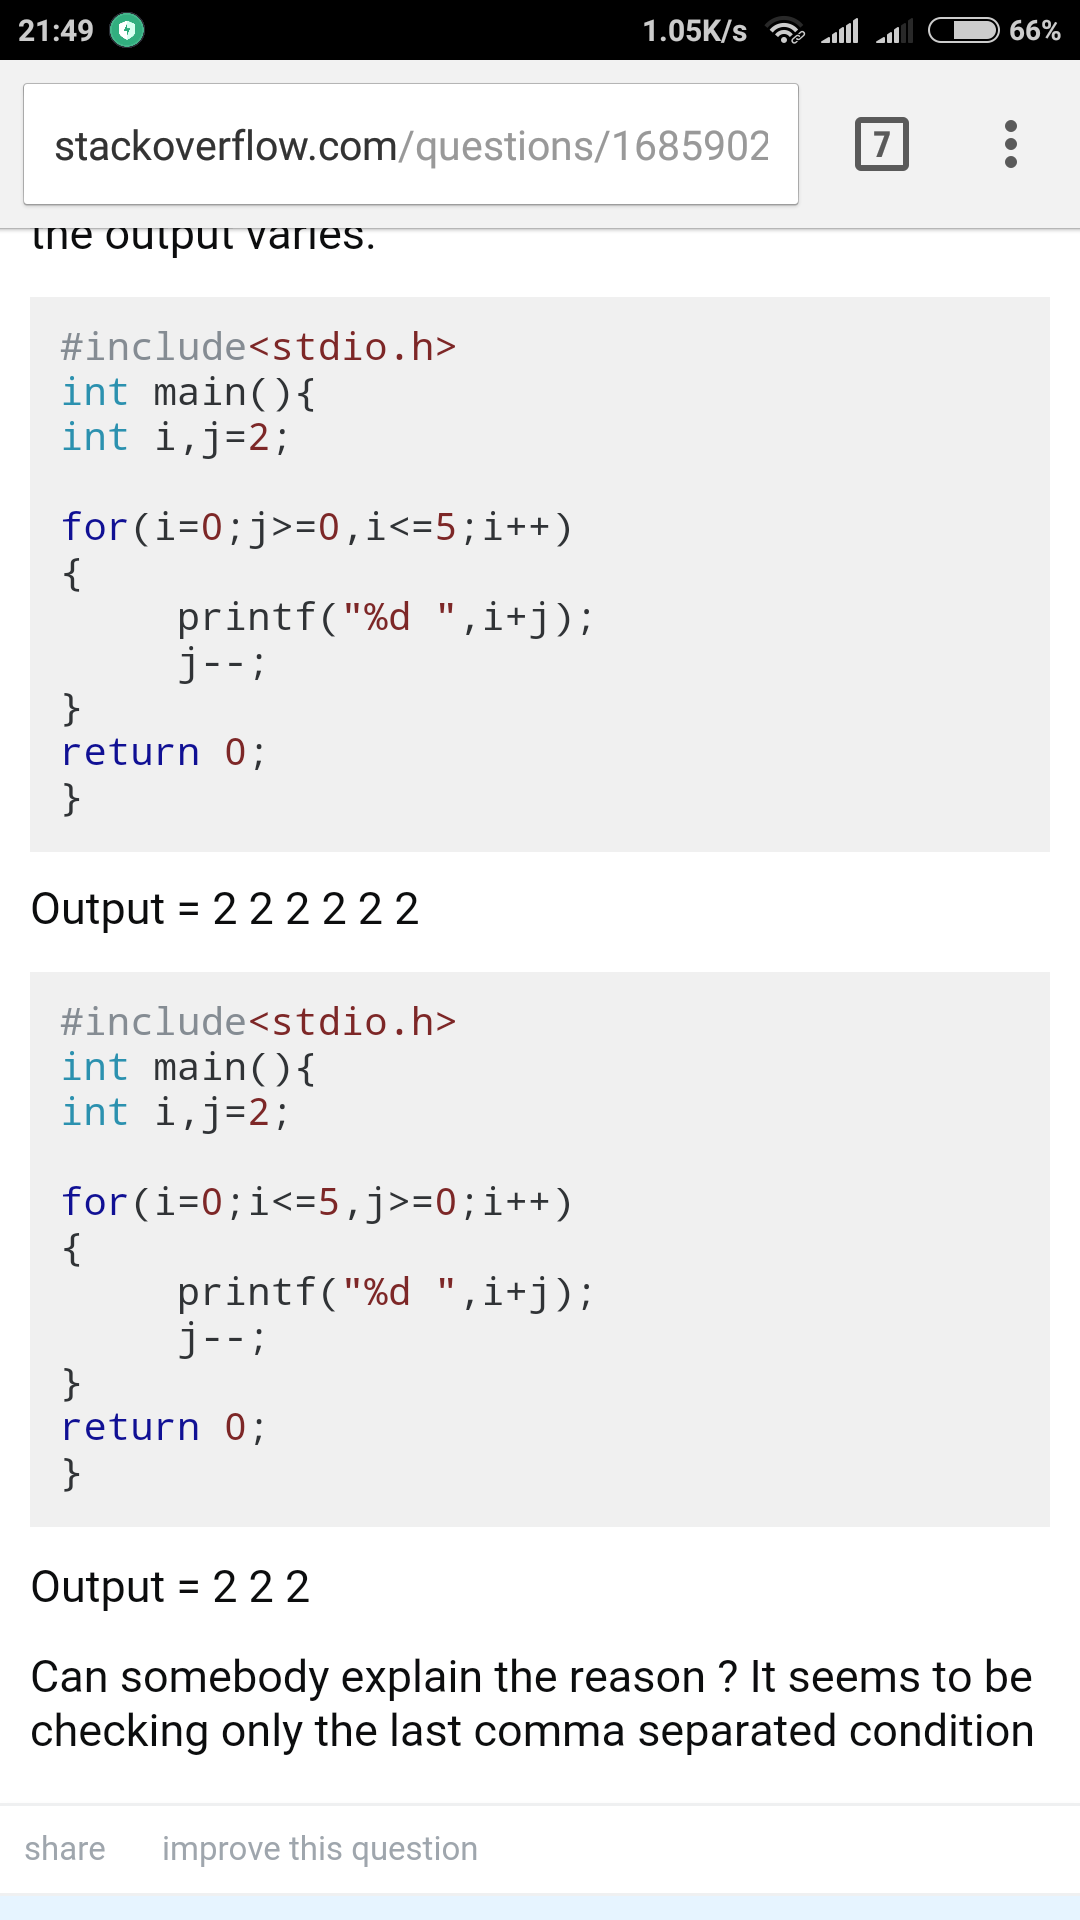 21:49 1.05K/s 66%
stackoverflow.com/questions/1685902
7
the output varies.
#include<stdio.h>
int main(){
int i,j=2;
for(i=0;j>=0,i<=5;i++)
{
printf("%d ",i+j);
j--;
}
return 0;
}
Output = 2 2 2 2 2 2
#include<stdio.h>
int main(){
int i,j=2;
for(i=0;i<=5,j>=0;i++)
{
printf("%d ",i+j);
j--;
}
return 0;
}
Output = 2 2 2
Can somebody explain the reason ? It seems to be
checking only the last comma separated condition
share improve this question